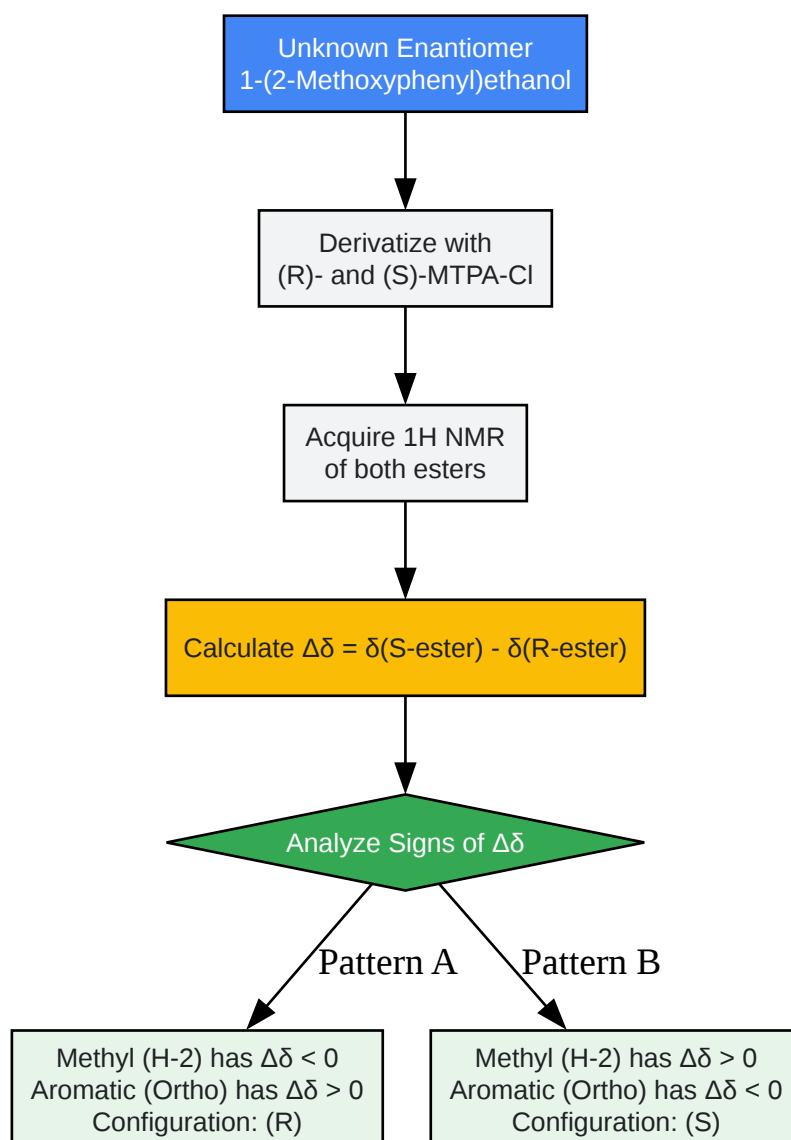 Unknown Enantiomer
1-(2-Methoxyphenyl)ethanol
Derivatize with
(R)- and (S)-MTPA-Cl
Acquire 1H NMR
of both esters
Calculate Δδ = δ(S-ester) - δ(R-ester)
Analyze Signs of Δδ
Pattern A
Pattern B
Methyl (H-2) has Δδ < 0
Aromatic (Ortho) has Δδ > 0
Configuration: (R)
Methyl (H-2) has Δδ > 0
Aromatic (Ortho) has Δδ < 0
Configuration: (S)